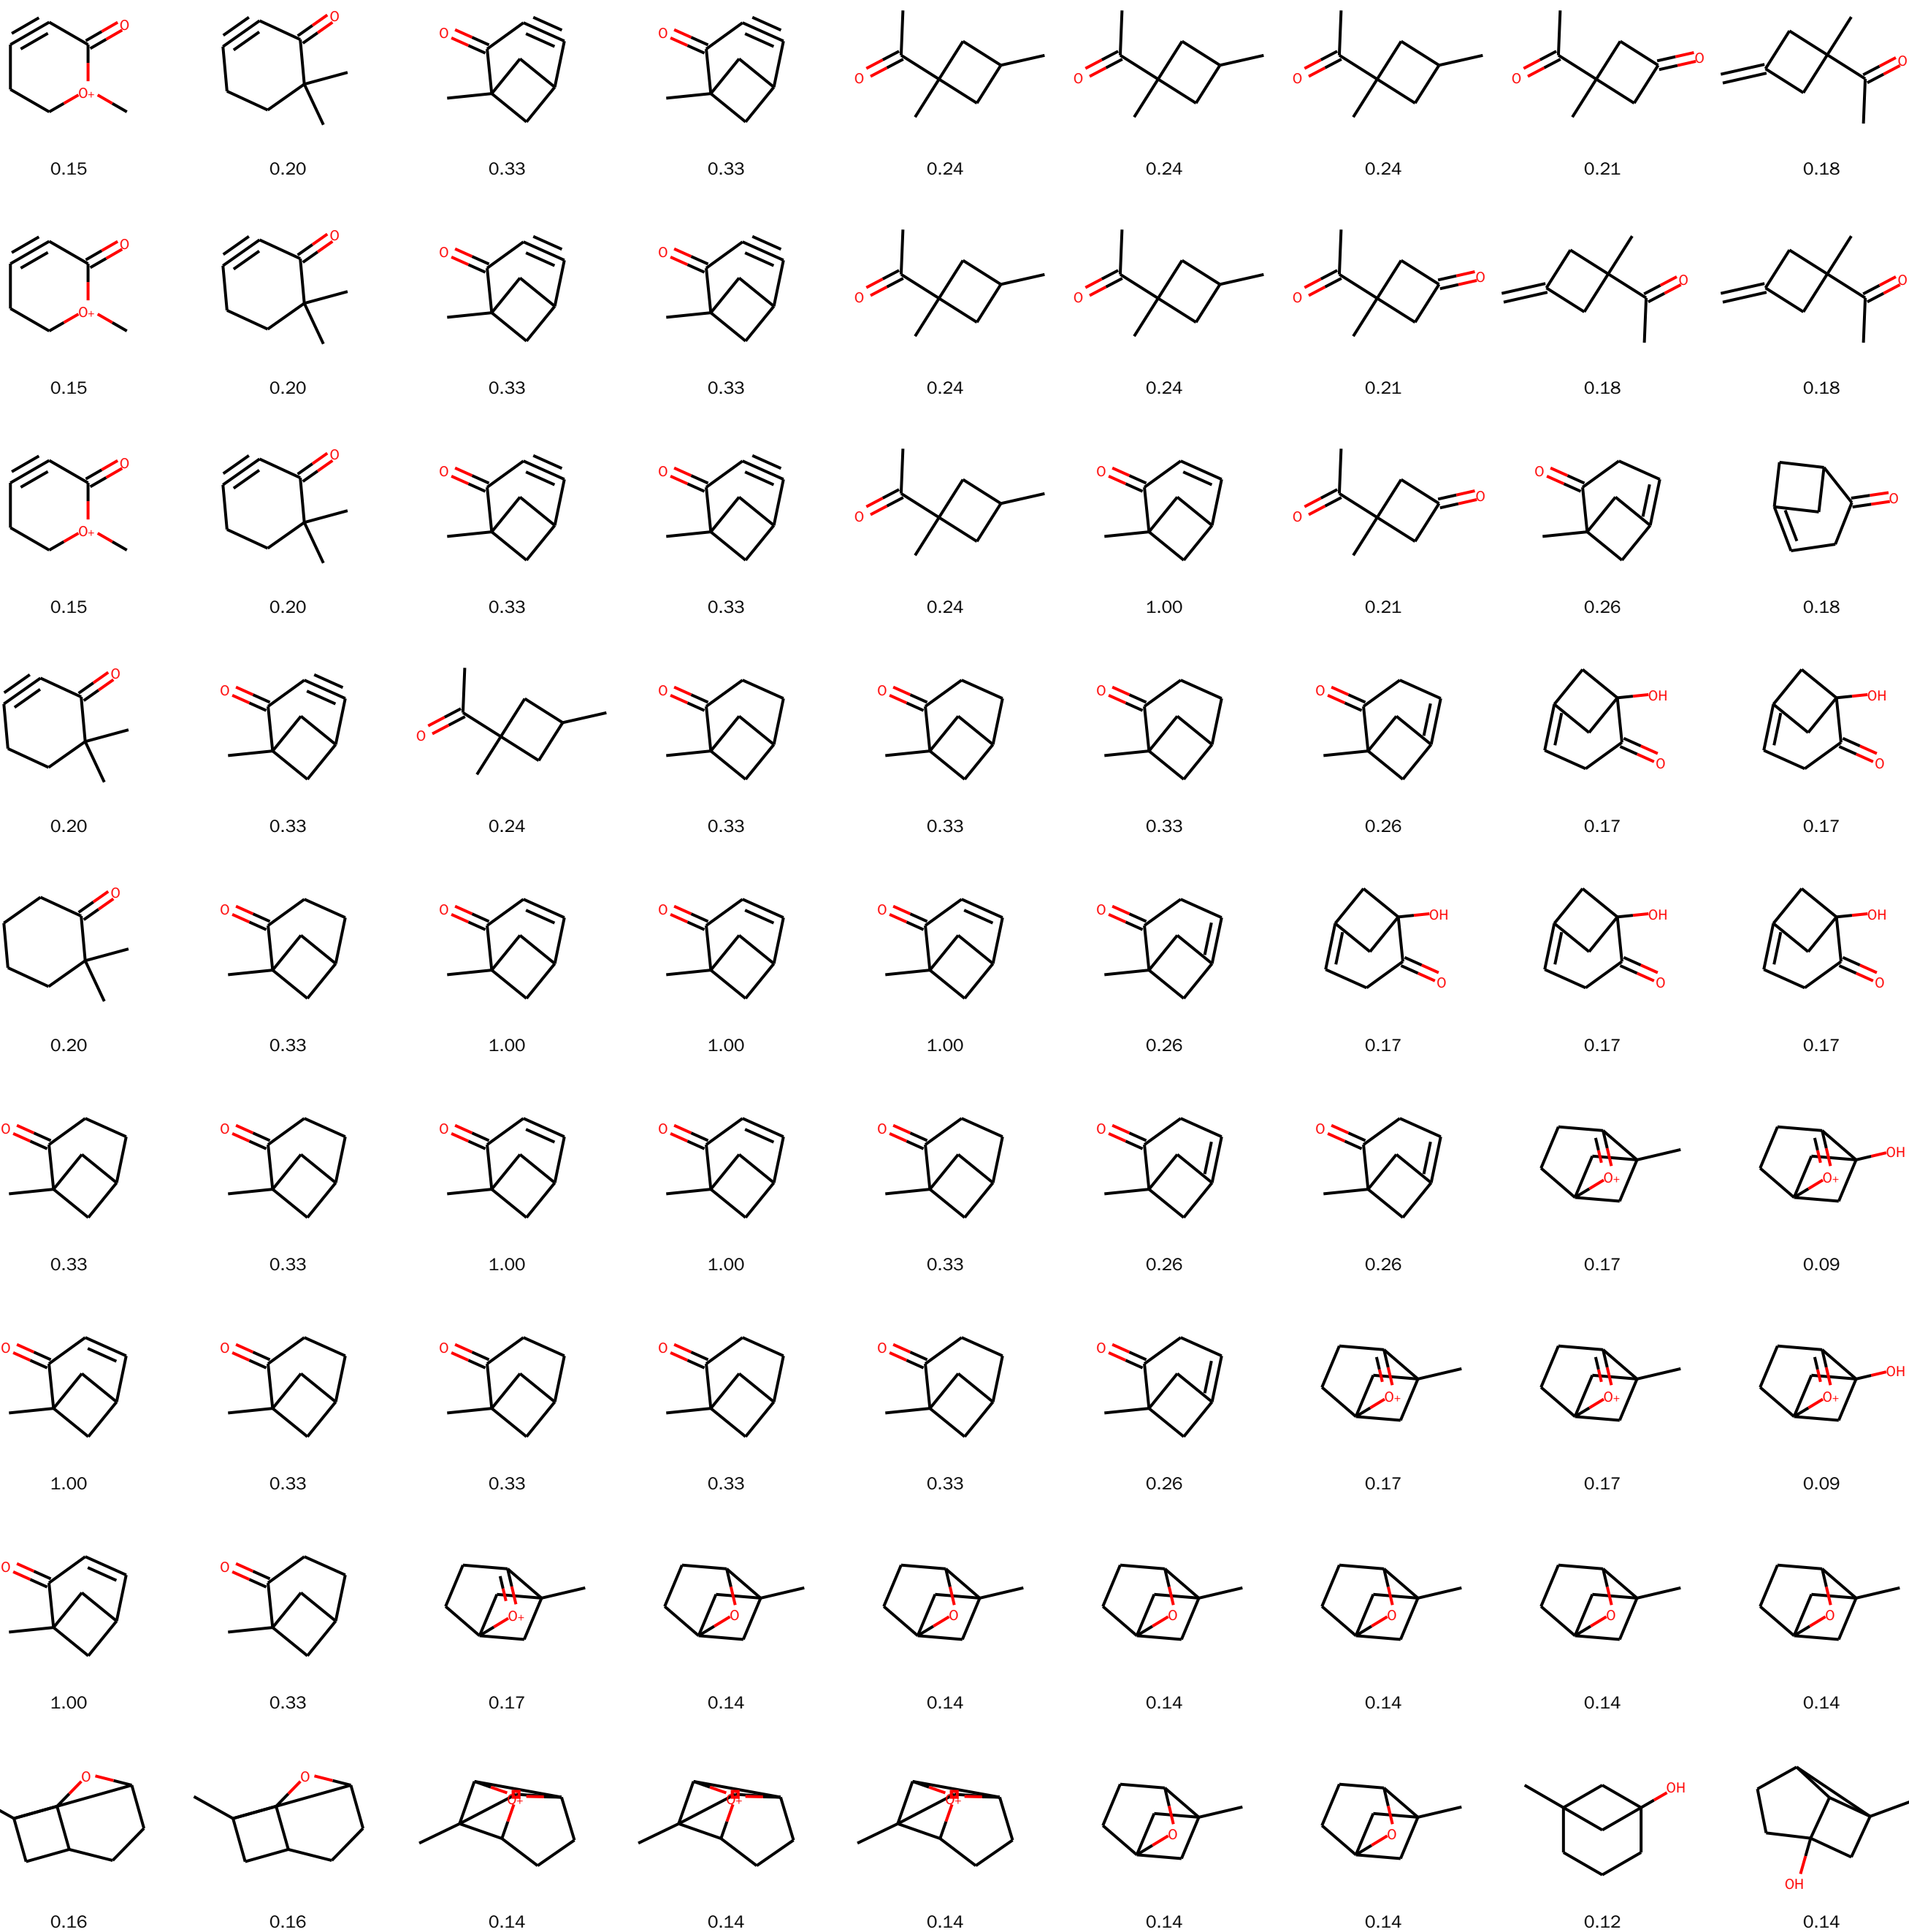 O O O O O O O O O
O+
0.15 0.20 0.33 0.33 0.24 0.24 0.24 0.21 0.18
O O O O O O O O O O
O+
0.15 0.20 0.33 0.33 0.24 0.24 0.21 0.18 0.18
O O O O O O O O O O
O+
0.15 0.20 0.33 0.33 0.24 1.00 0.21 0.26 0.18
O O O O O O O OH OH
O O
0.20 0.33 0.24 0.33 0.33 0.33 0.26 0.17 0.17
O O O O O O OH OH OH
O O O
0.20 0.33 1.00 1.00 1.00 0.26 0.17 0.17 0.17
O O O O O O O O+ OH
O+
0.33 0.33 1.00 1.00 0.33 0.26 0.26 0.17 0.09
O O O O O O O+ O+ OH
O+
1.00 0.33 0.33 0.33 0.33 0.26 0.17 0.17 0.09
O O O+ O O O O O O
1.00 0.33 0.17 0.14 0.14 0.14 0.14 0.14 0.14
O O O+ O+ O+ O O OH OH
0.16 0.16 0.14 0.14 0.14 0.14 0.14 0.12 0.14